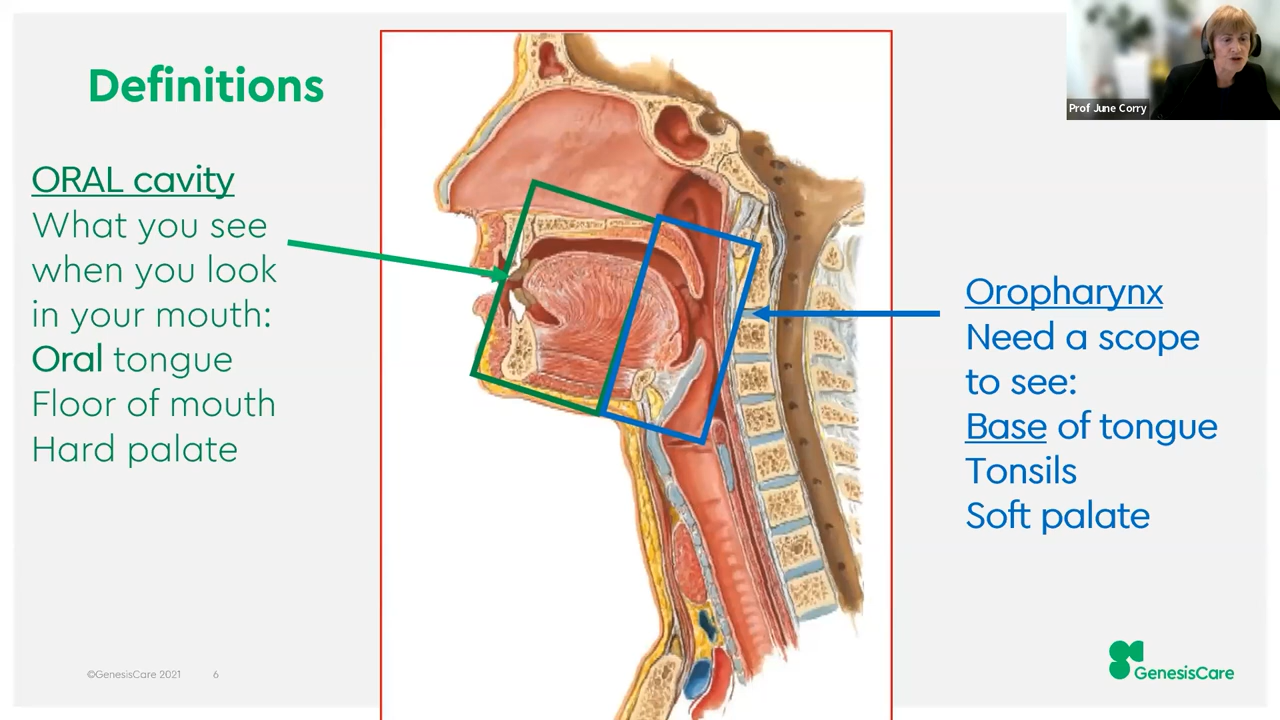 Definitions
ORAL cavity
What you see
when you look
in your mouth:
Oral tongue
Floor of mouth
Hard palate
Oropharynx
Need a scope
to see:
Base of tongue
Tonsils
Soft palate
Prof June Corry
©GenesisCare 2021 6
GenesisCare